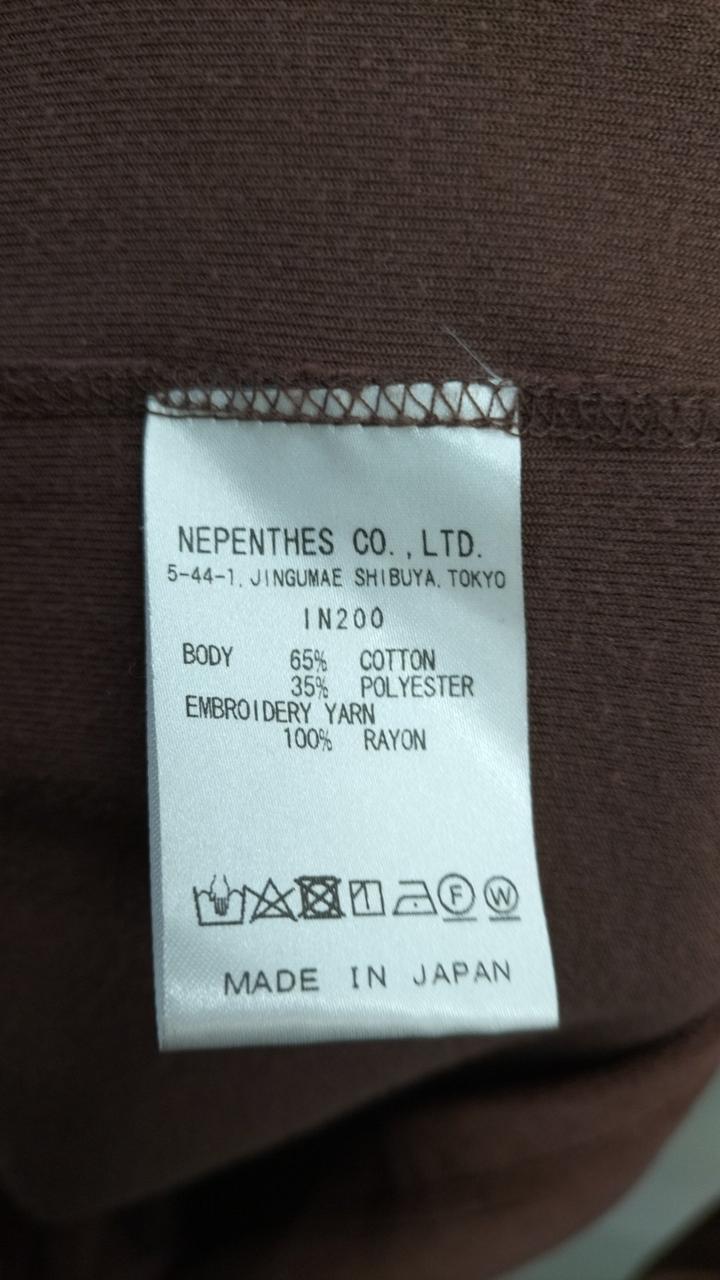 NEPENTHES CO.,LTD.
5-44-1, JINGUMAE SHIBUYA, TOKYO
IN200
BODY 65% COTTON
35% POLYESTER
EMBROIDERY YARN
100% RAYON
F W
MADE IN JAPAN